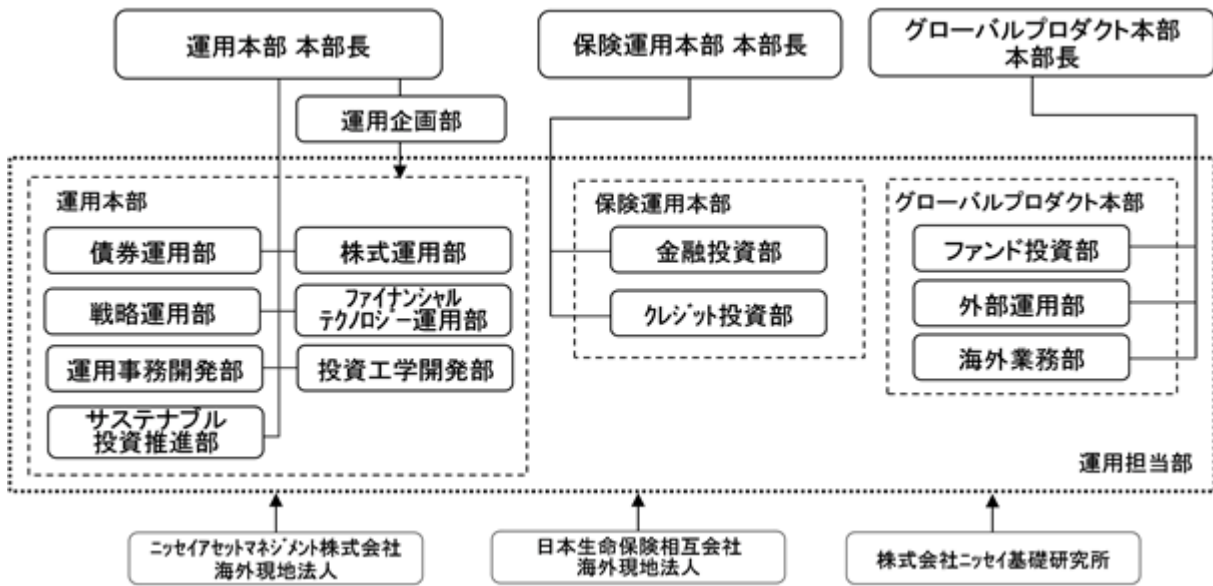 運用本部 本部長
保険運用本部 本部長
グローバルプロダクト本部
本部長
運用企画部
運用本部
債券運用部
株式運用部
戦略運用部
ファイナンシャル
テクノロジー運用部
運用事務開発部
投資工学開発部
サステナブル
投資推進部
保険運用本部
金融投資部
クレジット投資部
グローバルプロダクト本部
ファンド投資部
外部運用部
海外業務部
運用担当部
ニッセイアセットマネジメント株式会社
海外現地法人
日本生命保険相互会社
海外現地法人
株式会社ニッセイ基礎研究所